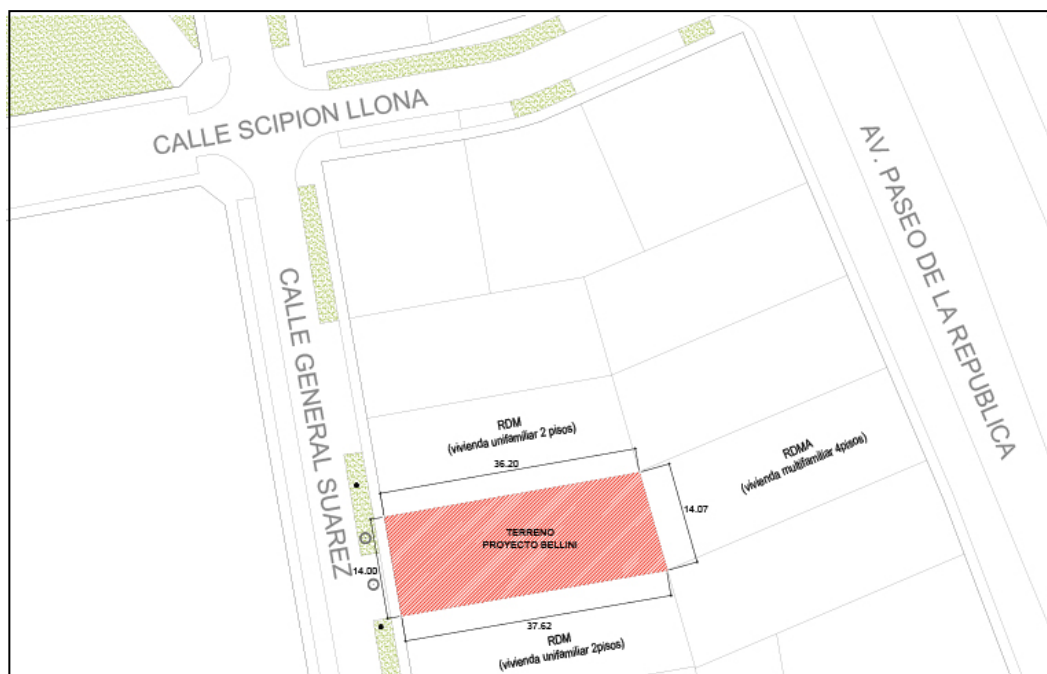 CALLE SCIPION LLONA
AV. PASEO DE LA REPUBLICA
CALLE GENERAL SUAREZ
RDM
(vivienda unifamiliar 2 pisos)
36.20
RDMA
(vivienda multifamiliar 4pisos)
14.07
TERRENO
PROYECTO BELLINI
14.00
37.62
RDM
(vivienda unifamiliar 2pisos)